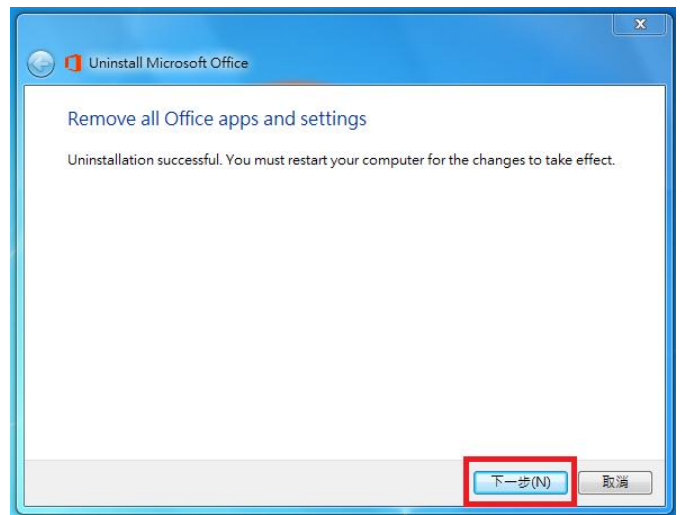 Uninstall Microsoft Office
Remove all Office apps and settings
Uninstallation successful. You must restart your computer for the changes to take effect.
下一步(N) 取消